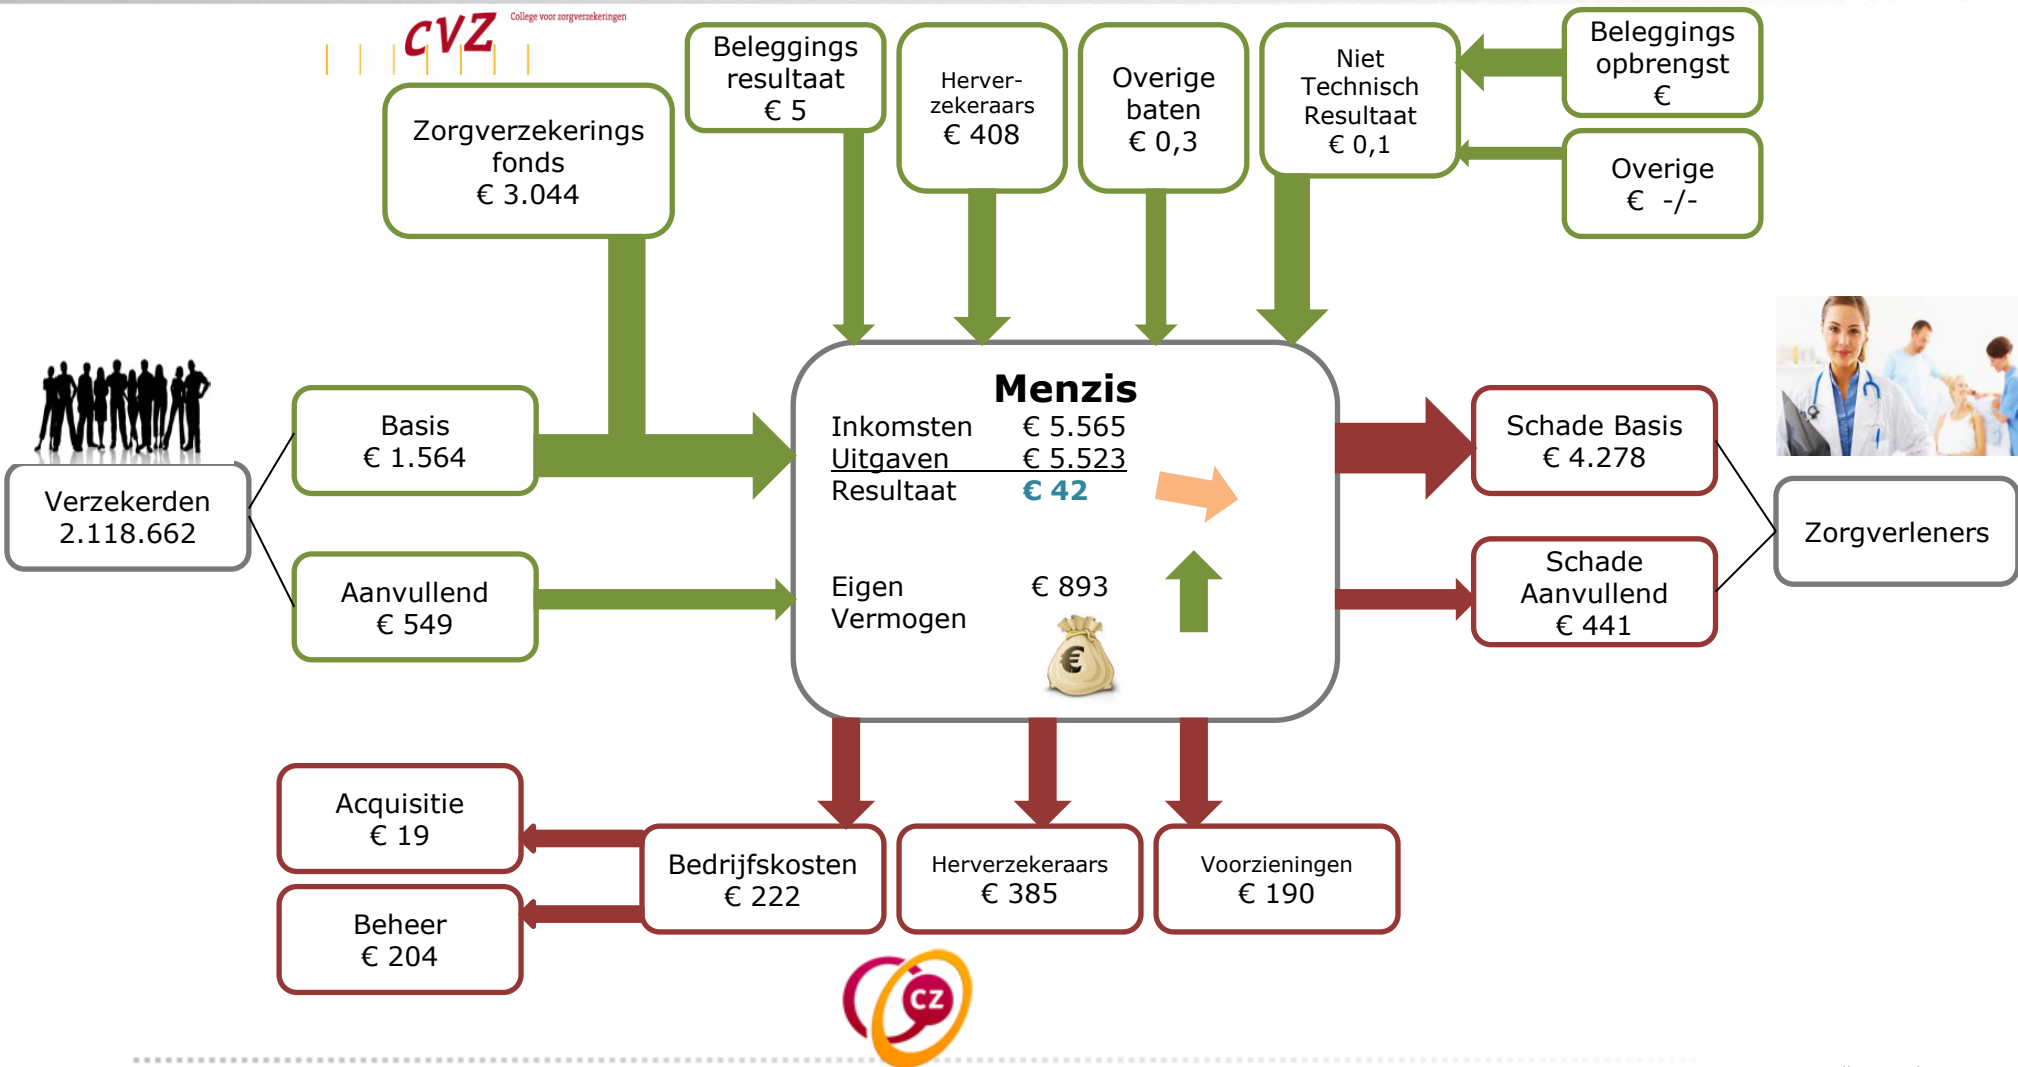 CVZ
College voor zorgverzekeringen
Zorgverzekerings
fonds
€ 3.044
Beleggings
resultaat
€ 5
Herver-
zekeraars
€ 408
Overige
baten
€ 0,3
Niet
Technisch
Resultaat
€ 0,1
Beleggings
opbrengst
€
Overige
€ -/-
Verzekerden
2.118.662
Basis
€ 1.564
Aanvullend
€ 549
Menzis
Inkomsten € 5.565
Uitgaven € 5.523
Resultaat € 42
Eigen € 893
Vermogen
€
Schade Basis
€ 4.278
Schade
Aanvullend
€ 441
Zorgverleners
Acquisitie
€ 19
Beheer
€ 204
Bedrijfskosten
€ 222
Herverzekeraars
€ 385
Voorzieningen
€ 190
CZ